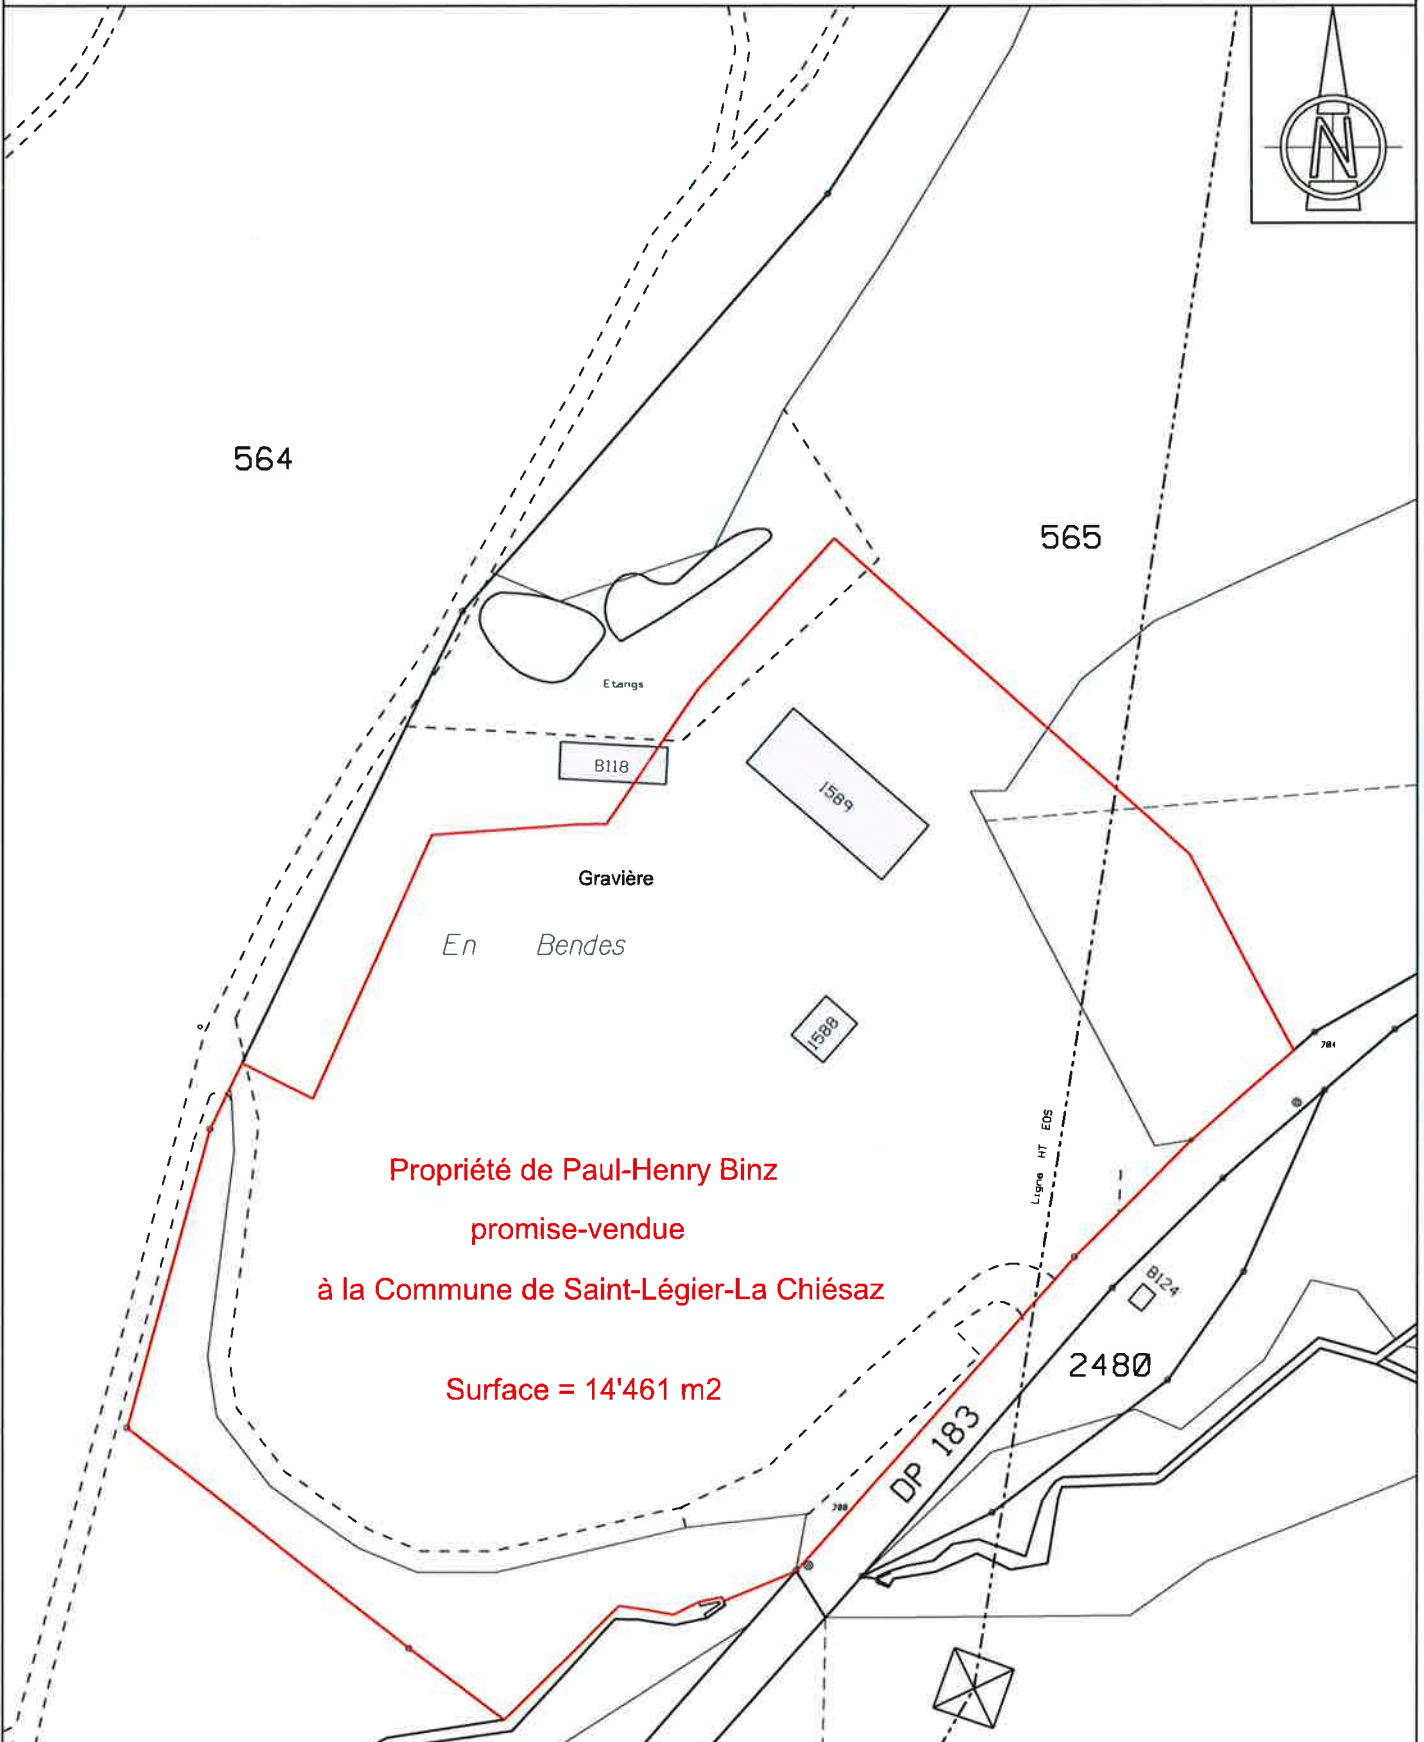 N
564
565
Etangs
B118
1589
Gravière
En Bendes
1588
704
Ligne HT EOS
Propriété de Paul-Henry Binz
promise-vendue
à la Commune de Saint-Légier-La Chiésaz
B124
2480
Surface = 14'461 m2
DP 183